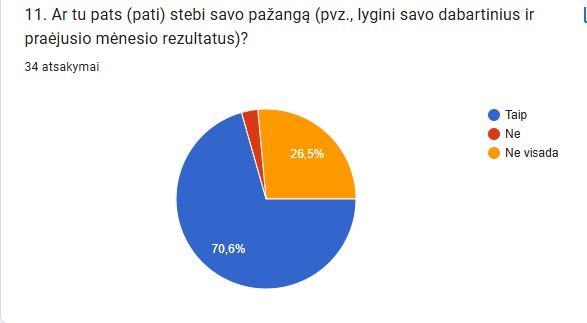 11. Ar tu pats (pati) stebi savo pažangą (pvz., lygini savo dabartinius ir
praėjusio mėnesio rezultatus)?
34 atsakymai
Taip
Ne
Ne visada
26,5%
70,6%